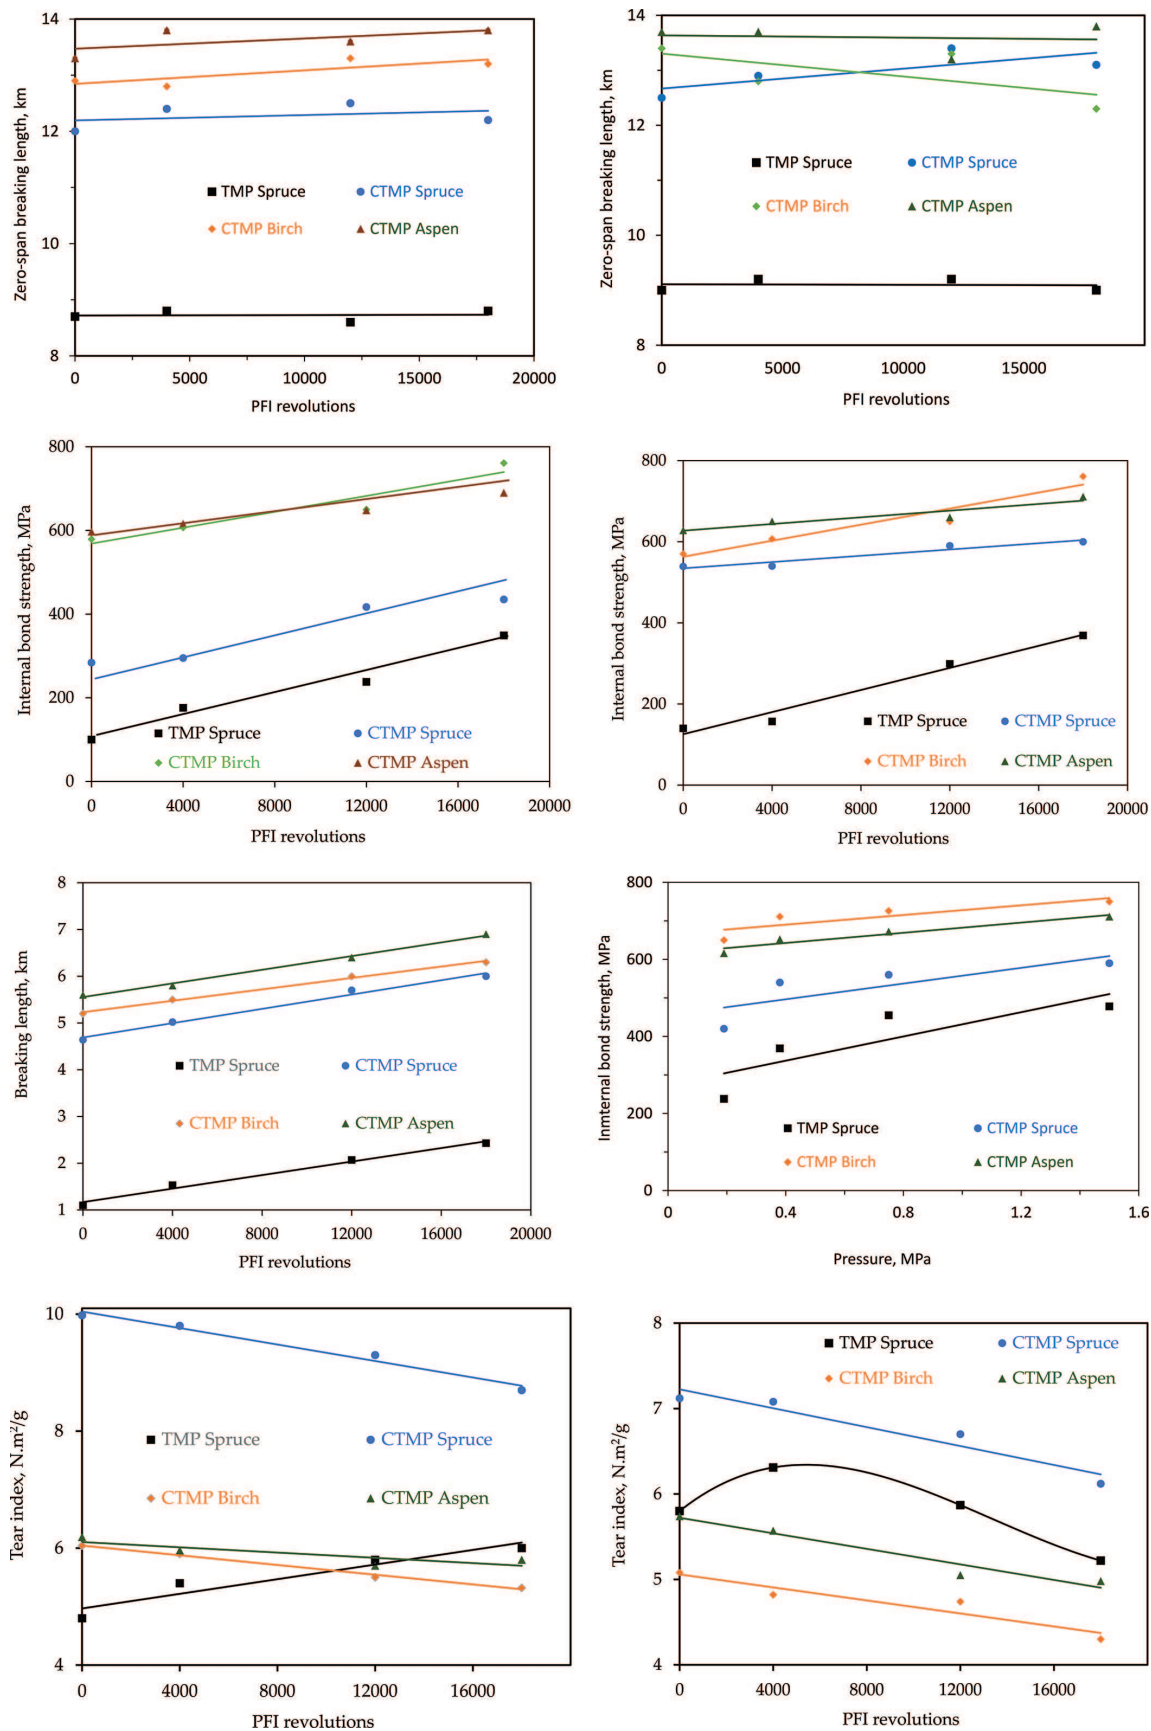 Zero-span breaking length, km
14
12
10
8
TMP Spruce
CTMP Spruce
CTMP Birch
CTMP Aspen
0 5000 10000 15000 20000
PFI revolutions
Zero-span breaking length, km
14
13
12
11
10
9
8
TMP Spruce
CTMP Spruce
CTMP Birch
CTMP Aspen
0 5000 10000 15000
PFI revolutions
Internal bond strength, MPa
800
600
400
200
0
TMP Spruce
CTMP Spruce
CTMP Birch
CTMP Aspen
0 4000 8000 12000 16000 20000
PFI revolutions
Internal bond strength, MPa
800
600
400
200
0
TMP Spruce
CTMP Spruce
CTMP Birch
CTMP Aspen
0 4000 8000 12000 16000 20000
PFI revolutions
Breaking length, km
8
7
6
5
4
3
2
1
TMP Spruce
CTMP Spruce
CTMP Birch
CTMP Aspen
0 4000 8000 12000 16000 20000
PFI revolutions
Inmternal bond strength, MPa
800
600
400
200
0
TMP Spruce
CTMP Spruce
CTMP Birch
CTMP Aspen
0 0.4 0.8 1.2 1.6
Pressure, MPa
Tear index, N.m²/g
10
8
6
4
TMP Spruce
CTMP Spruce
CTMP Birch
CTMP Aspen
0 4000 8000 12000 16000
PFI revolutions
Tear index, N.m²/g
8
7
6
5
4
TMP Spruce
CTMP Spruce
CTMP Birch
CTMP Aspen
0 4000 8000 12000 16000
PFI revolutions